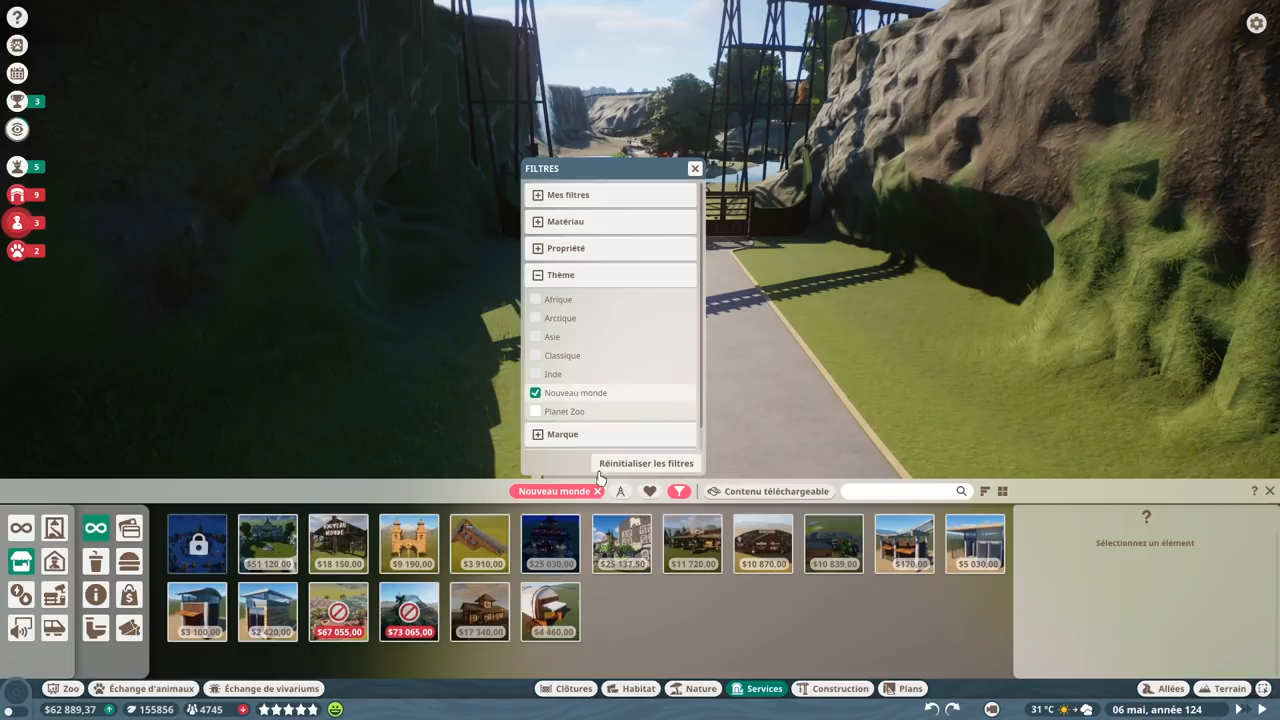 ?
3
5
9
3
2
FILTRES
Mes filtres
Matériau
Propriété
Thème
Afrique
Arctique
Asie
Classique
Inde
Nouveau monde
Planet Zoo
Marque
Réinitialiser les filtres
Nouveau monde
Contenu téléchargeable
?
$51 120,00
$18 150,00
$9 190,00
$3 910,00
$25 030,00
$25 137,50
$11 720,00
$10 870,00
$10 839,00
$170,00
$5 030,00
$3 100,00
$2 420,00
$67 055,00
$73 065,00
$17 340,00
$4 460,00
?
Sélectionnez un élément
Zoo
Échange d'animaux
Échange de vivariums
Clôtures
Habitat
Nature
Services
Construction
Plans
Allées
Terrain
$62 889,37
155856
4745
31 °C
06 mai, année 124